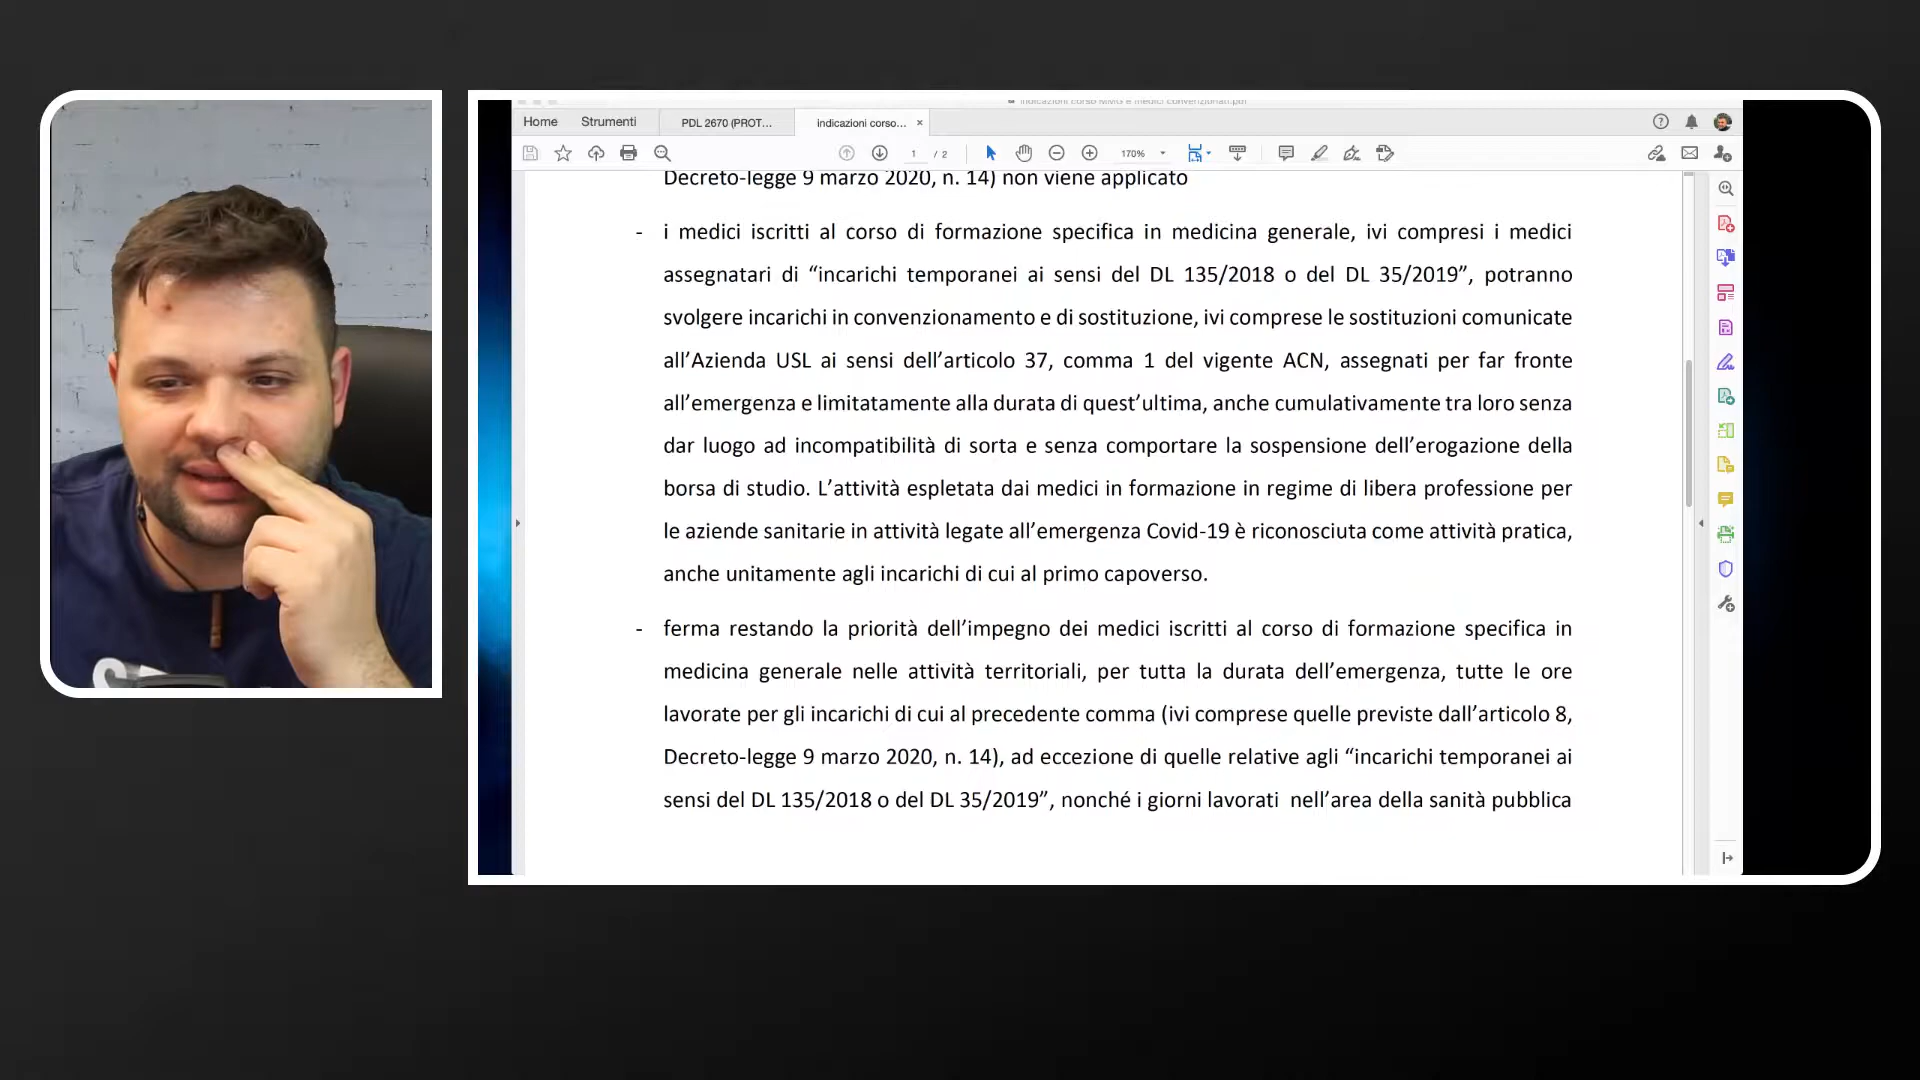 indicazioni corso MMG e medici convenzionati.pdf
Home Strumenti PDL 2670 (PROT... indicazioni corso... ×
1 / 2 170%
Decreto-legge 9 marzo 2020, n. 14) non viene applicato
- i medici iscritti al corso di formazione specifica in medicina generale, ivi compresi i medici
assegnatari di “incarichi temporanei ai sensi del DL 135/2018 o del DL 35/2019”, potranno
svolgere incarichi in convenzionamento e di sostituzione, ivi comprese le sostituzioni comunicate
all’Azienda USL ai sensi dell’articolo 37, comma 1 del vigente ACN, assegnati per far fronte
all’emergenza e limitatamente alla durata di quest’ultima, anche cumulativamente tra loro senza
dar luogo ad incompatibilità di sorta e senza comportare la sospensione dell’erogazione della
borsa di studio. L’attività espletata dai medici in formazione in regime di libera professione per
le aziende sanitarie in attività legate all’emergenza Covid-19 è riconosciuta come attività pratica,
anche unitamente agli incarichi di cui al primo capoverso.
- ferma restando la priorità dell’impegno dei medici iscritti al corso di formazione specifica in
medicina generale nelle attività territoriali, per tutta la durata dell’emergenza, tutte le ore
lavorate per gli incarichi di cui al precedente comma (ivi comprese quelle previste dall’articolo 8,
Decreto-legge 9 marzo 2020, n. 14), ad eccezione di quelle relative agli “incarichi temporanei ai
sensi del DL 135/2018 o del DL 35/2019”, nonché i giorni lavorati nell’area della sanità pubblica